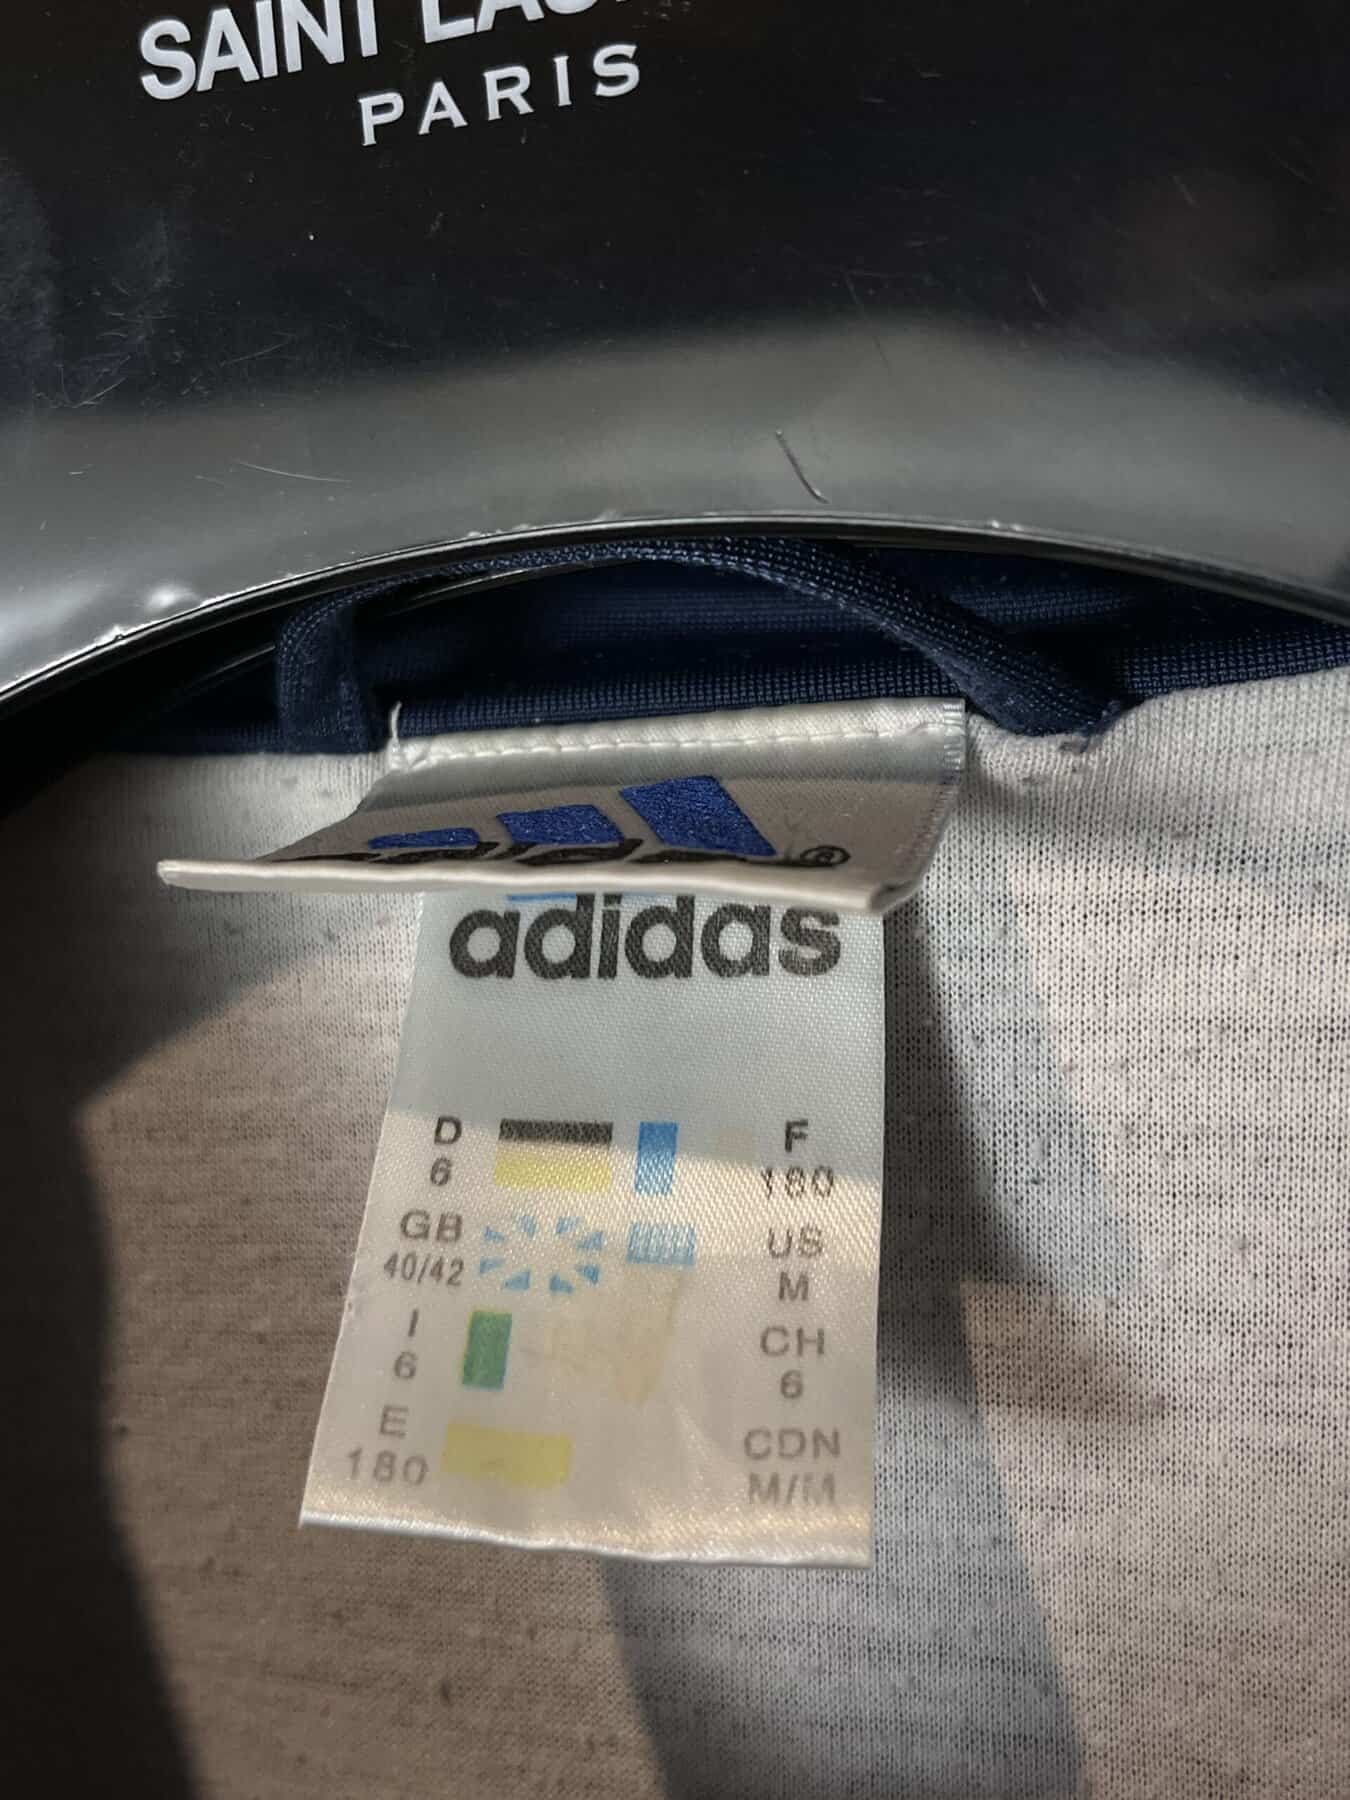 SAINT LAU
PARIS
®
adidas
D F
6 180
GB US
40/42 M
I CH
6 6
E CDN
180 M/M